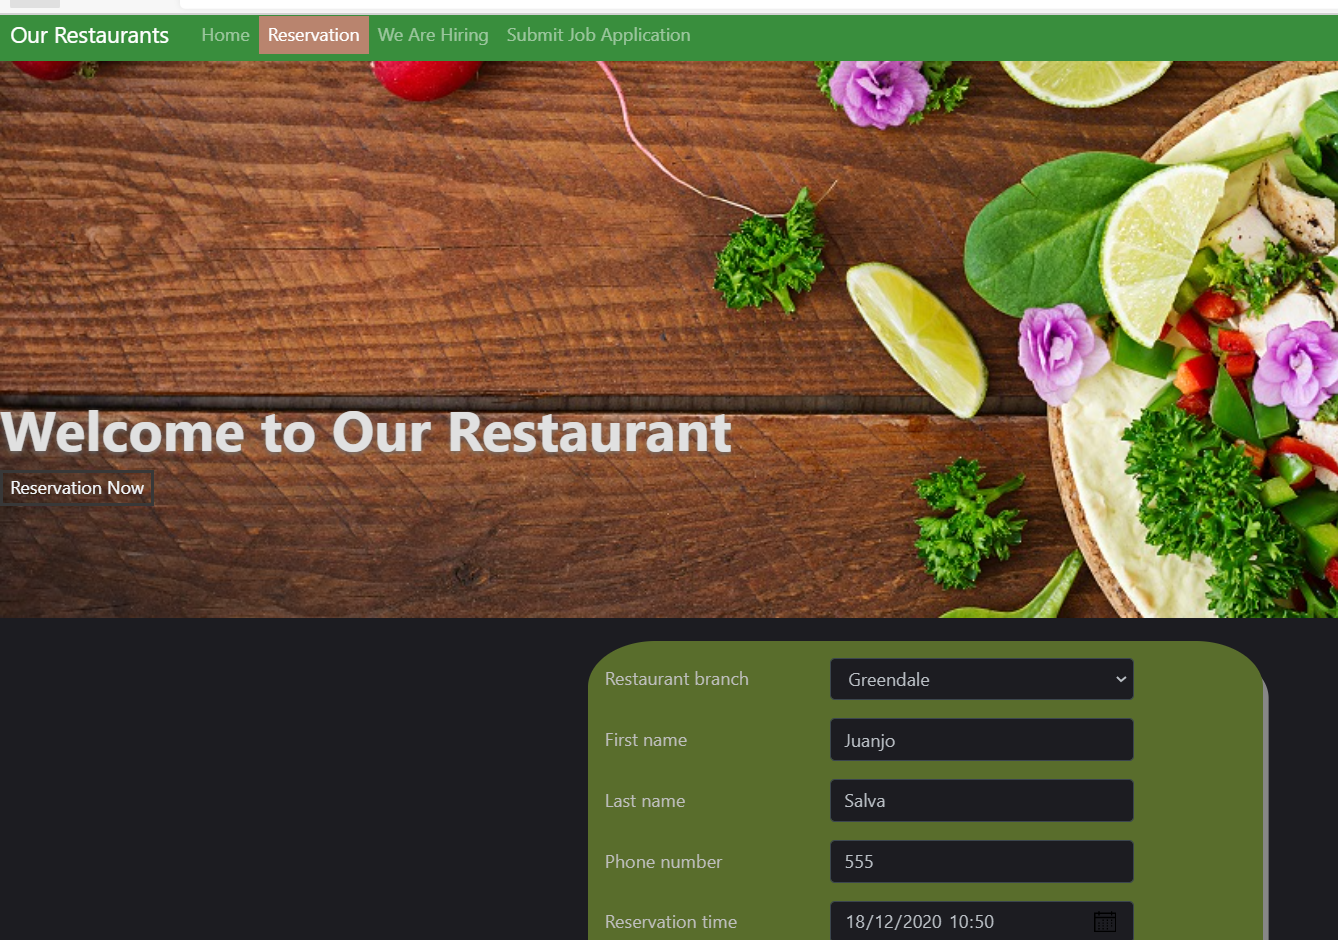 Our Restaurants Home Reservation We Are Hiring Submit Job Application
Welcome to Our Restaurant
Reservation Now
Restaurant branch Greendale
First name Juanjo
Last name Salva
Phone number 555
Reservation time 18/12/2020 10:50